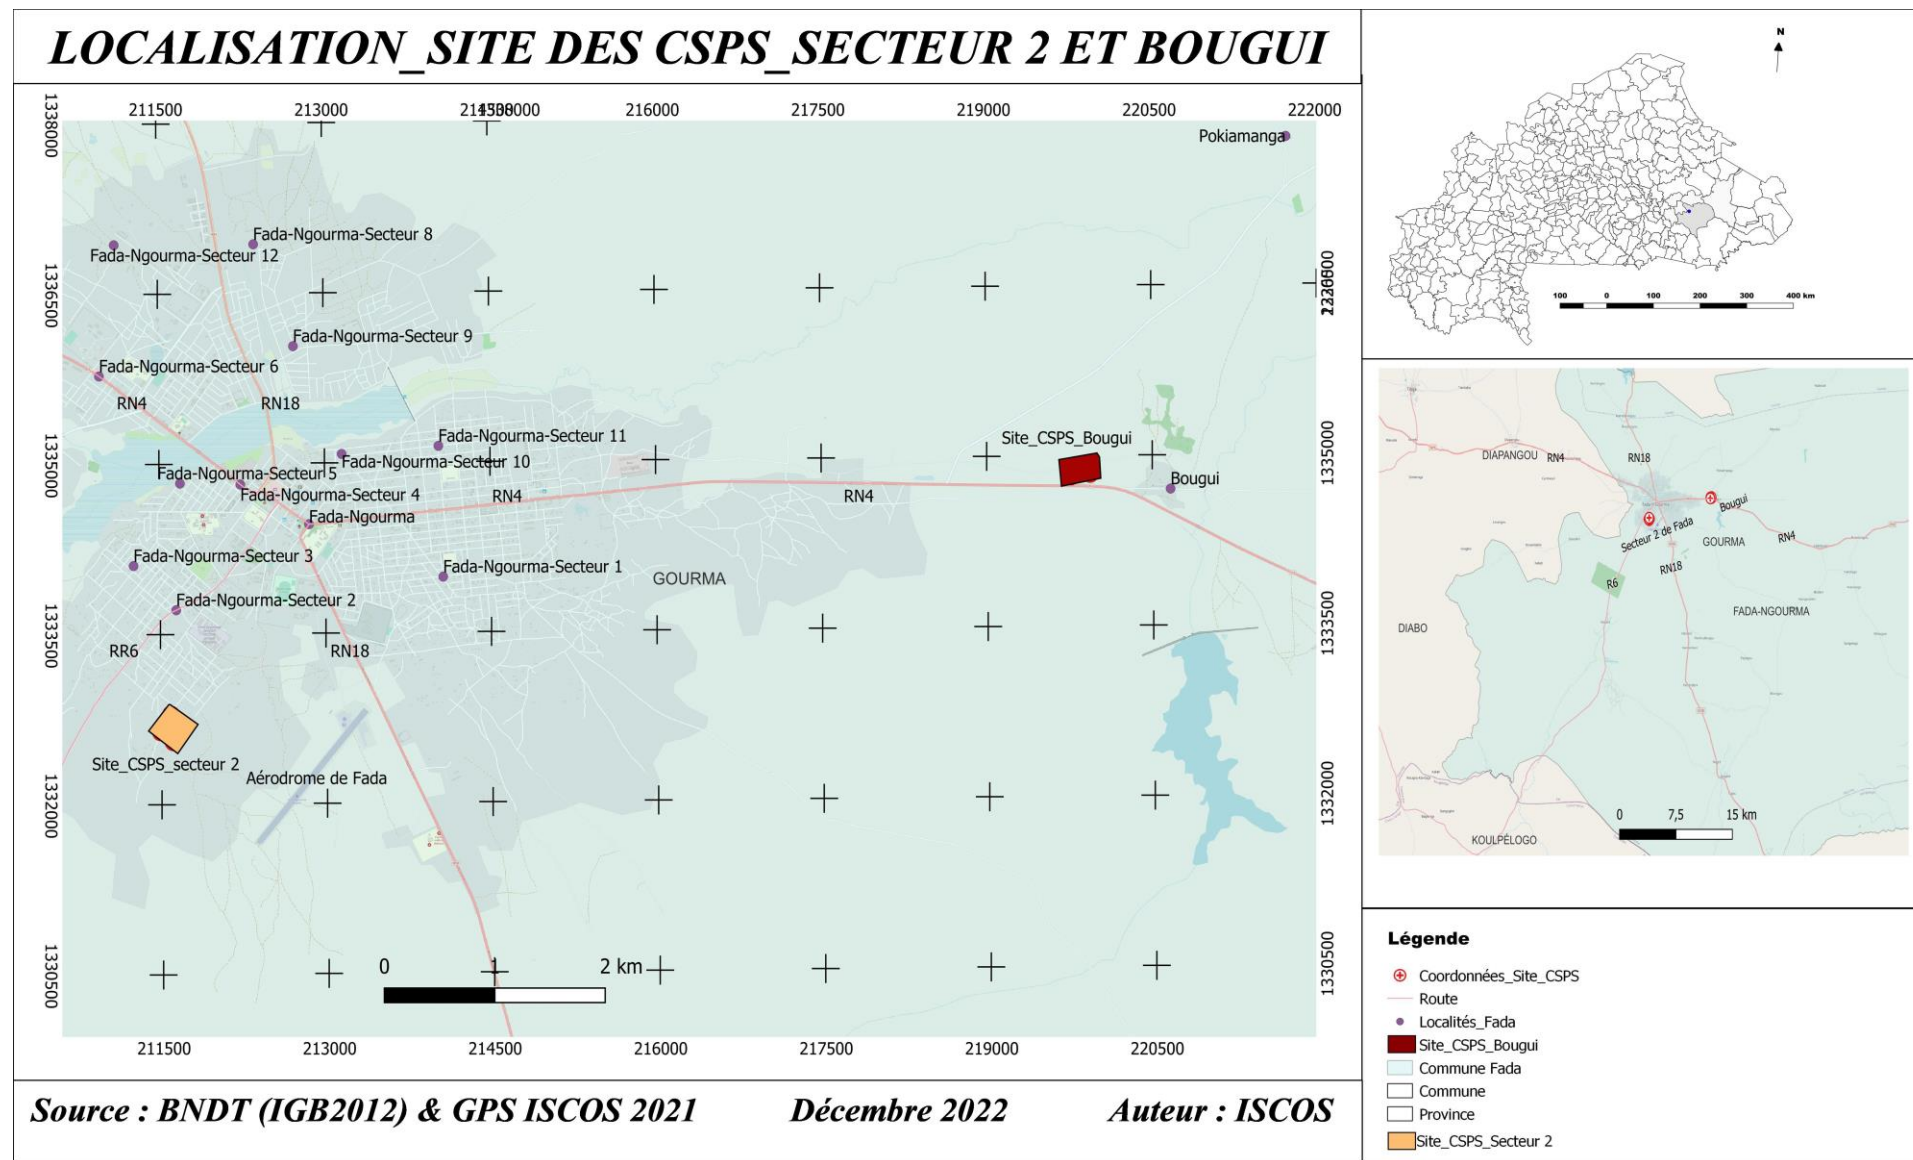 LOCALISATION_SITE DES CSPS_SECTEUR 2 ET BOUGUI
211500 213000 216000 217500 219000 220500 222000
1338000
Pokiamanga
Fada-Ngourma-Secteur 8
Fada-Ngourma-Secteur 12
1336500
Fada-Ngourma-Secteur 9
Fada-Ngourma-Secteur 6
RN4 RN18
Fada-Ngourma-Secteur 11
Site_CSPS_Bougui
Fada-Ngourma-Secteur 10
1335000 1335000
Fada-Ngourma-Secteur 5
Bougui
Fada-Ngourma-Secteur 4
RN4 RN4
Fada-Ngourma
Fada-Ngourma-Secteur 3
Fada-Ngourma-Secteur 1
GOURMA
Fada-Ngourma-Secteur 2
1333500 1333500
RR6 RN18
Site_CSPS_secteur 2
Aérodrome de Fada
1332000 1332000
1330500 1330500
0 1 2 km
211500 213000 214500 216000 217500 219000 220500
Source : BNDT (IGB2012) & GPS ISCOS 2021 Décembre 2022 Auteur : ISCOS
N
100 0 100 200 300 400 km
DIAPANGOU
RN4
RN18
Bougui
Secteur 2 de Fada
GOURMA
RN4
RN18
R6
FADA-NGOURMA
DIABO
0 7,5 15 km
KOULPÉLOGO
Légende
Coordonnées_Site_CSPS
Route
Localités_Fada
Site_CSPS_Bougui
Commune Fada
Commune
Province
Site_CSPS_Secteur 2